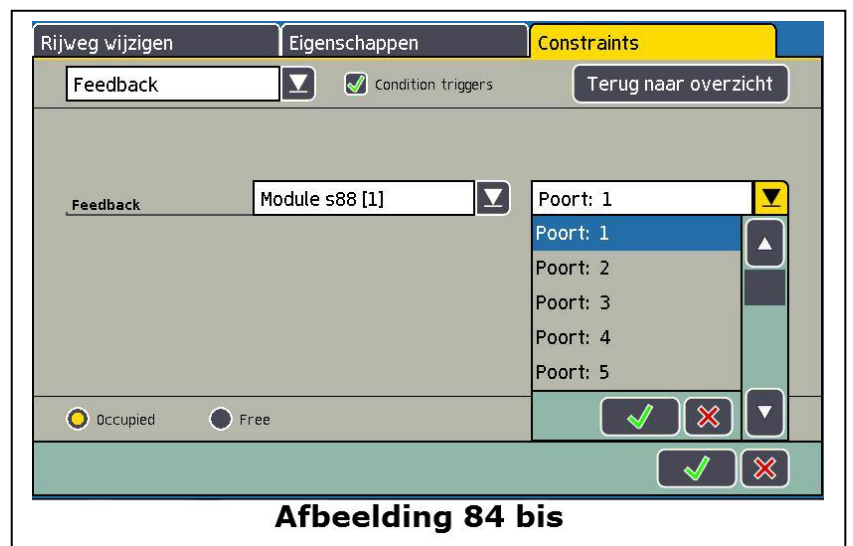 Rijweg wijzigen Eigenschappen Constraints
Feedback Condition triggers Terug naar overzicht
Feedback Module s88 [1] Poort: 1
Poort: 1
Poort: 2
Poort: 3
Poort: 4
Poort: 5
Occupied Free
Afbeelding 84 bis